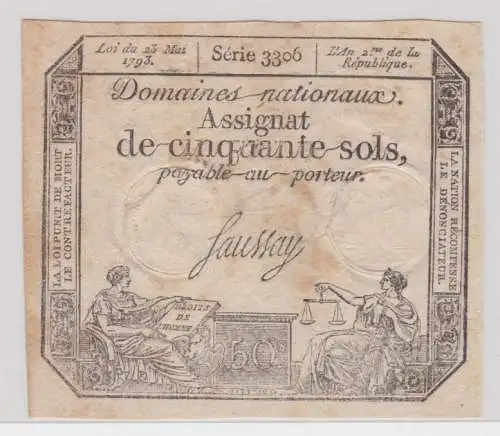 Loi du 23 Mai
1793.
Série 3306
L'An 2.me de la
République.
Domaines nationaux.
Assignat
de cinquante sols,
payable au porteur.
Saussay
LA LOI PUNIT DE MORT
LE CONTREFACTEUR.
LA NATION RÉCOMPENSE
LE DÉNONCIATEUR.
DROITS
DE
L'HOMME
50